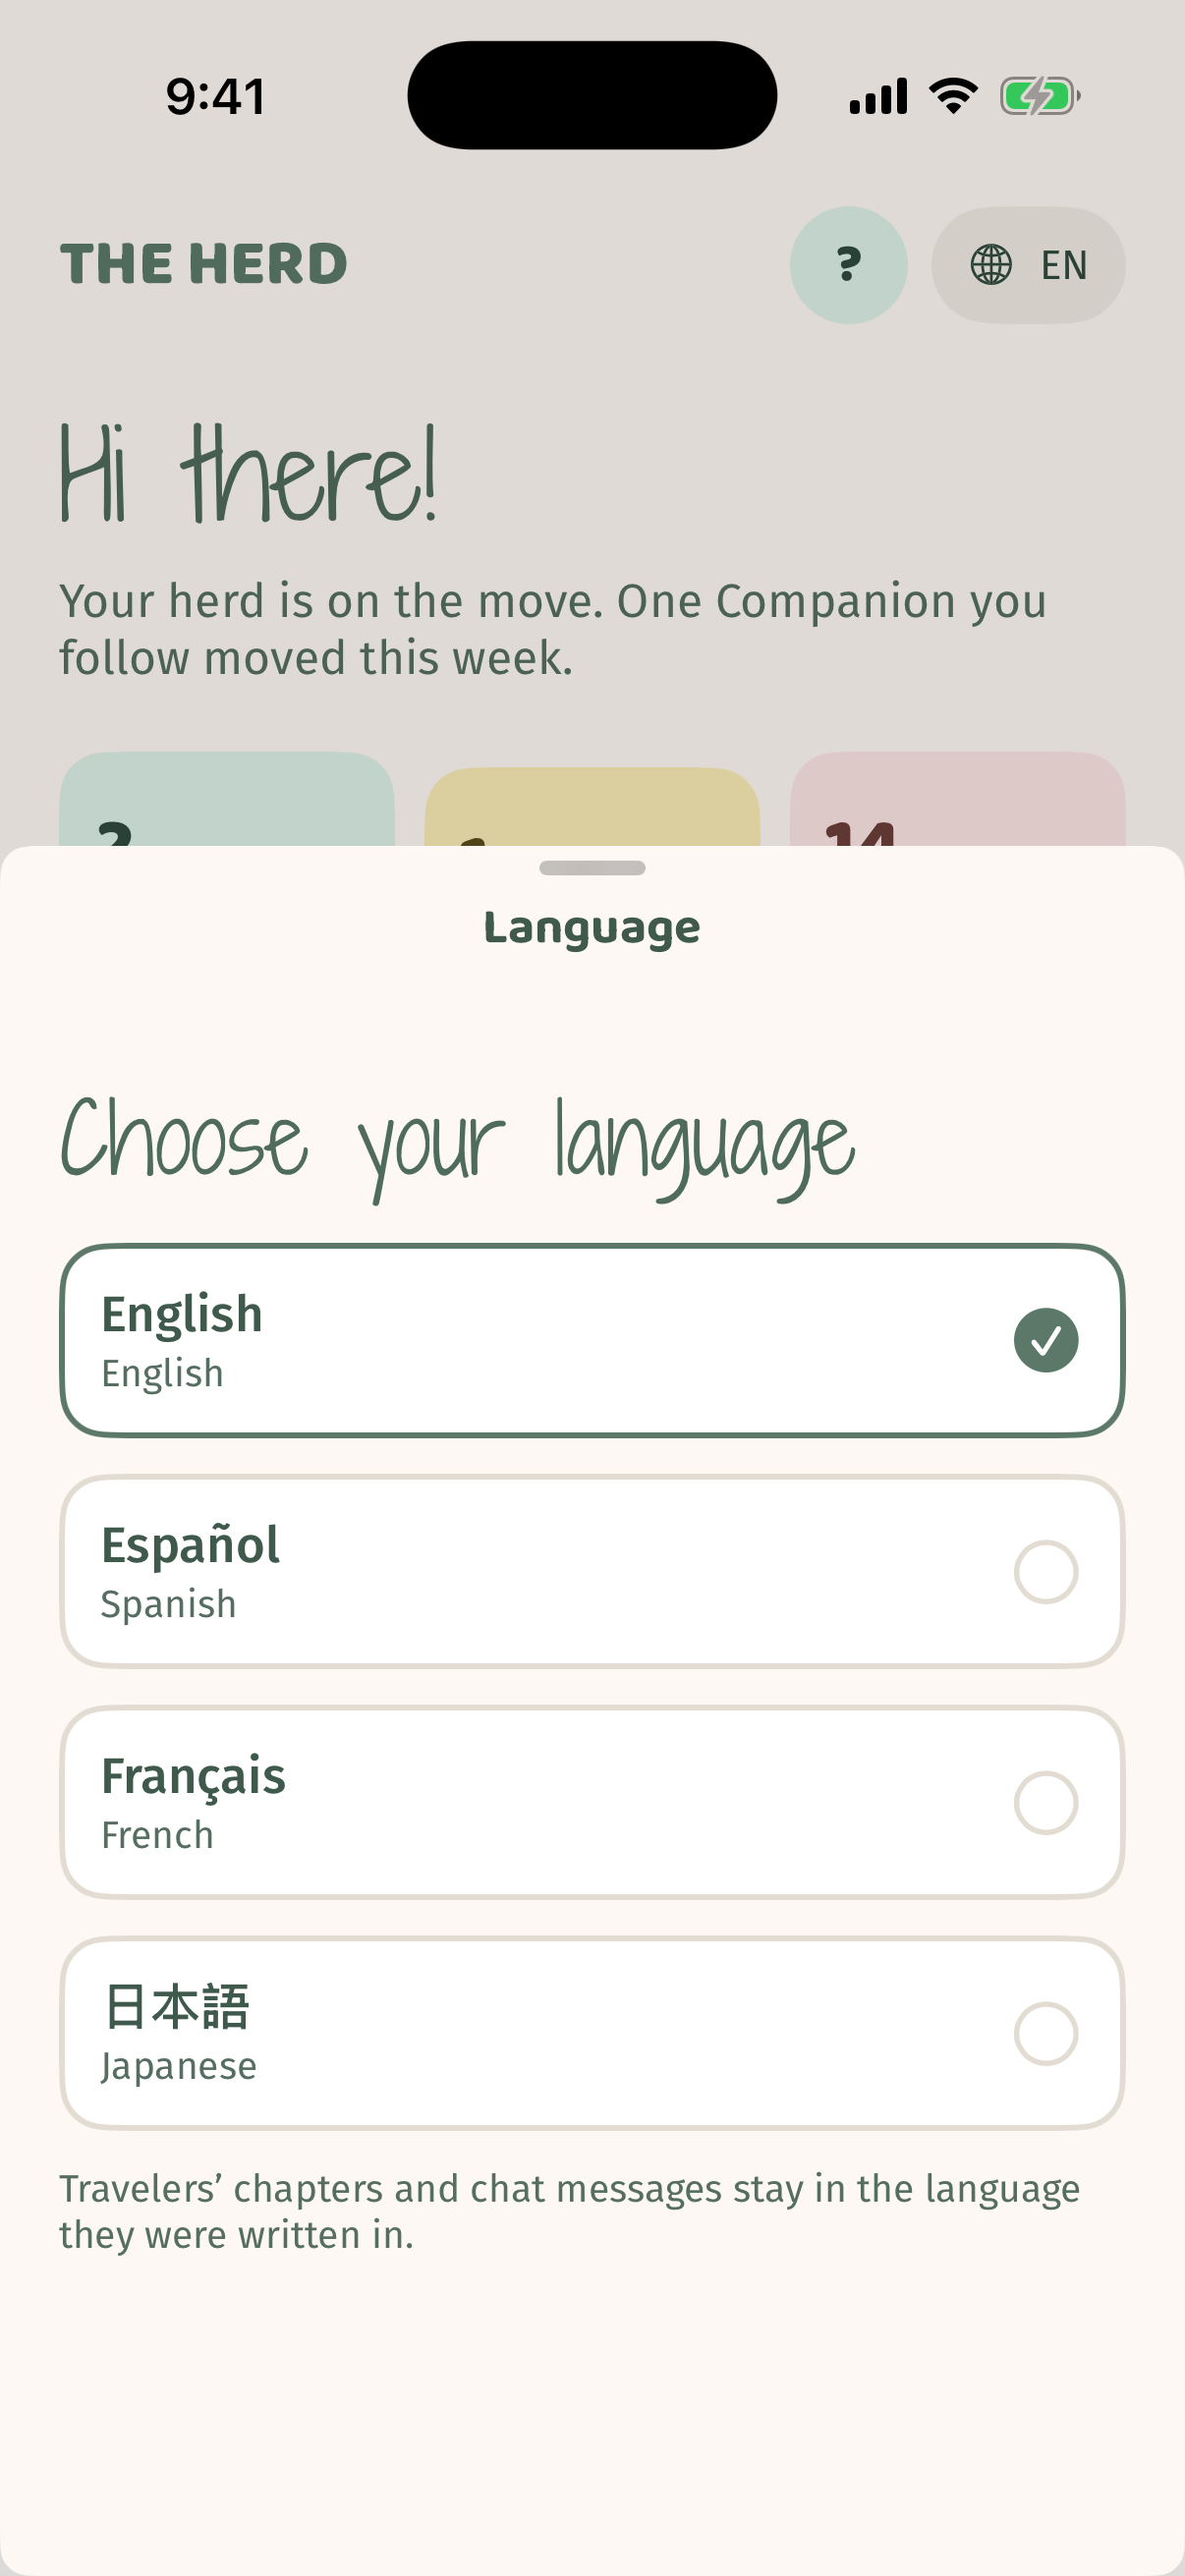 9:41
THE HERD
?
EN
Hi there!
Your herd is on the move. One Companion you
follow moved this week.
14
Language
Choose your language
English
English
Español
Spanish
Français
French
日本語
Japanese
Travelers’ chapters and chat messages stay in the language
they were written in.